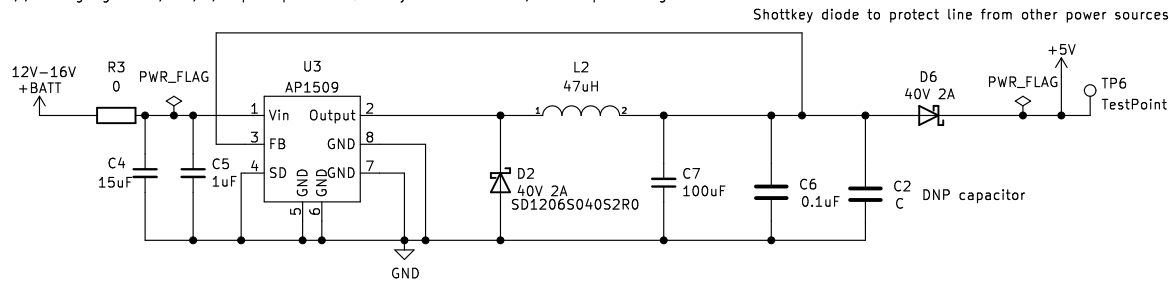 Shottkey diode to protect line from other power sources
12V-16V
+BATT
R3
0
PWR_FLAG
U3
AP1509
L2
47uH
D6
40V 2A
PWR_FLAG
+5V
TP6
TestPoint
1 Vin Output 2
3 FB GND 8
4 SD GND 7
GND GND
5 6
1 2
C4
15uF
C5
1uF
D2
40V 2A
SD1206S040S2R0
C7
100uF
C6
0.1uF
C2
C
DNP capacitor
GND